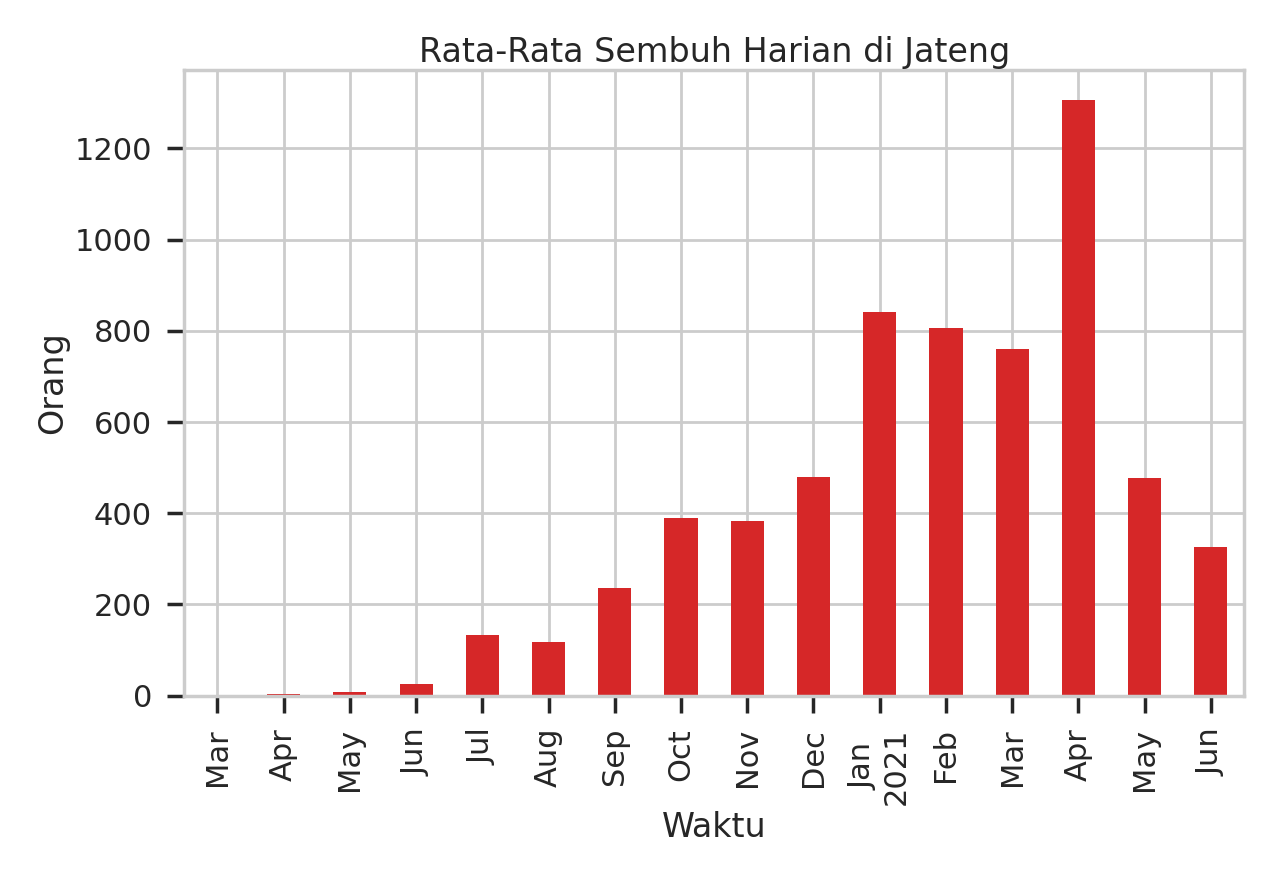 Rata-Rata Sembuh Harian di Jateng
1200
1000
800
600
400
200
0
Orang
Mar
Apr
May
Jun
Jul
Aug
Sep
Oct
Nov
Dec
Jan
2021
Feb
Mar
Apr
May
Jun
Waktu